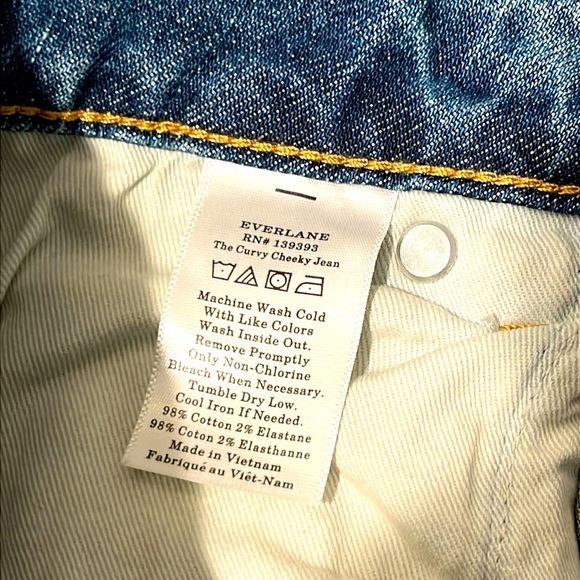 EVERLANE
RN# 139393
The Curvy Cheeky Jean
Machine Wash Cold
With Like Colors
Wash Inside Out.
Remove Promptly
Only Non-Chlorine
Bleach When Necessary.
Tumble Dry Low.
Cool Iron If Needed.
98% Cotton 2% Elastane
98% Coton 2% Elasthanne
Made in Vietnam
Fabriqué au Viêt-Nam